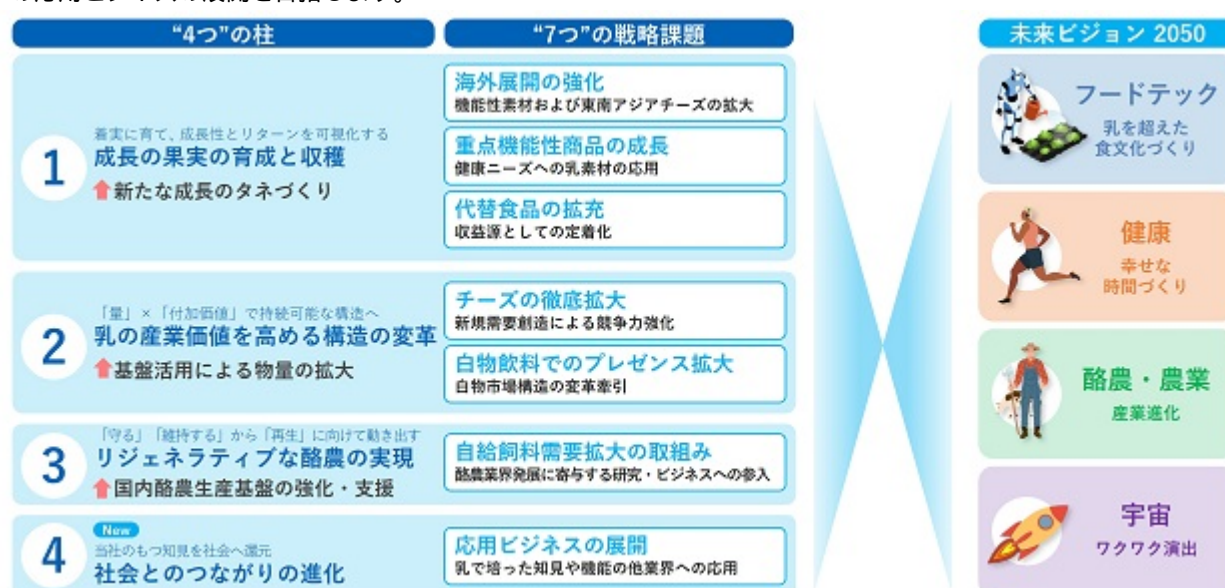 “4つ”の柱
“7つ”の戦略課題
1
着実に育て、成長性とリターンを可視化する
成長の果実の育成と収穫
新たな成長のタネづくり
海外展開の強化
機能性素材および東南アジアチーズの拡大
重点機能性商品の成長
健康ニーズへの乳素材の応用
代替食品の拡充
収益源としての定着化
2
「量」×「付加価値」で持続可能な構造へ
乳の産業価値を高める構造の変革
基盤活用による物量の拡大
チーズの徹底拡大
新規需要創造による競争力強化
白物飲料でのプレゼンス拡大
白物市場構造の変革牽引
3
「守る」「維持する」から「再生」に向けて動き出す
リジェネラティブな酪農の実現
国内酪農生産基盤の強化・支援
自給飼料需要拡大の取組み
酪農業界発展に寄与する研究・ビジネスへの参入
4
New
当社のもつ知見を社会へ還元
社会とのつながりの進化
応用ビジネスの展開
乳で培った知見や機能の他業界への応用
未来ビジョン 2050
フードテック
乳を超えた
食文化づくり
健康
幸せな
時間づくり
酪農・農業
産業進化
宇宙
ワクワク演出